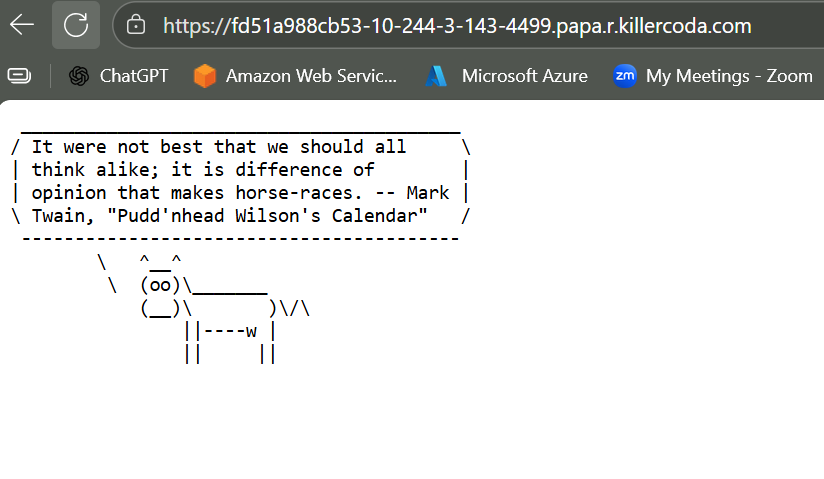 https://fd51a988cb53-10-244-3-143-4499.papa.r.killercoda.com
ChatGPT Amazon Web Servic... Microsoft Azure zm My Meetings - Zoom
 _________________________________________
/ It were not best that we should all     \
| think alike; it is difference of        |
| opinion that makes horse-races. -- Mark |
\ Twain, "Pudd'nhead Wilson's Calendar"   /
 -----------------------------------------
        \   ^__^
         \  (oo)\_______
            (__)\       )\/\
                ||----w |
                ||     ||